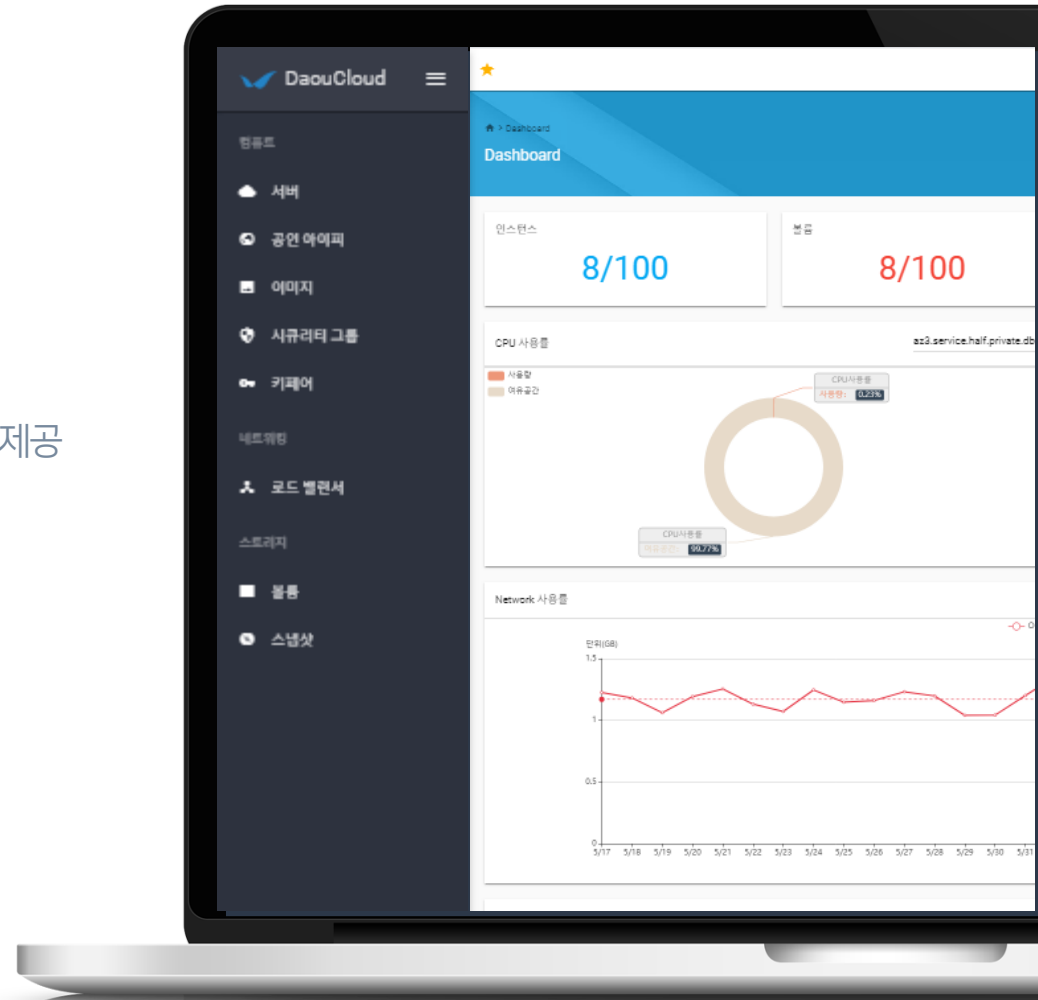 제공
DaouCloud
컴퓨트
서버
공인 아이피
이미지
시큐리티 그룹
키페어
네트워킹
로드 밸런서
스토리지
볼륨
스냅샷
> Dashboard
Dashboard
인스턴스
8/100
볼륨
8/100
CPU 사용률
az3.service.half.private.db
사용량
여유공간
CPU사용률
사용량: 0.23%
CPU사용률
여유공간: 99.77%
Network 사용률
단위(GB)
1.5
1
0.5
0
5/17 5/18 5/19 5/20 5/21 5/22 5/23 5/24 5/25 5/26 5/27 5/28 5/29 5/30 5/31